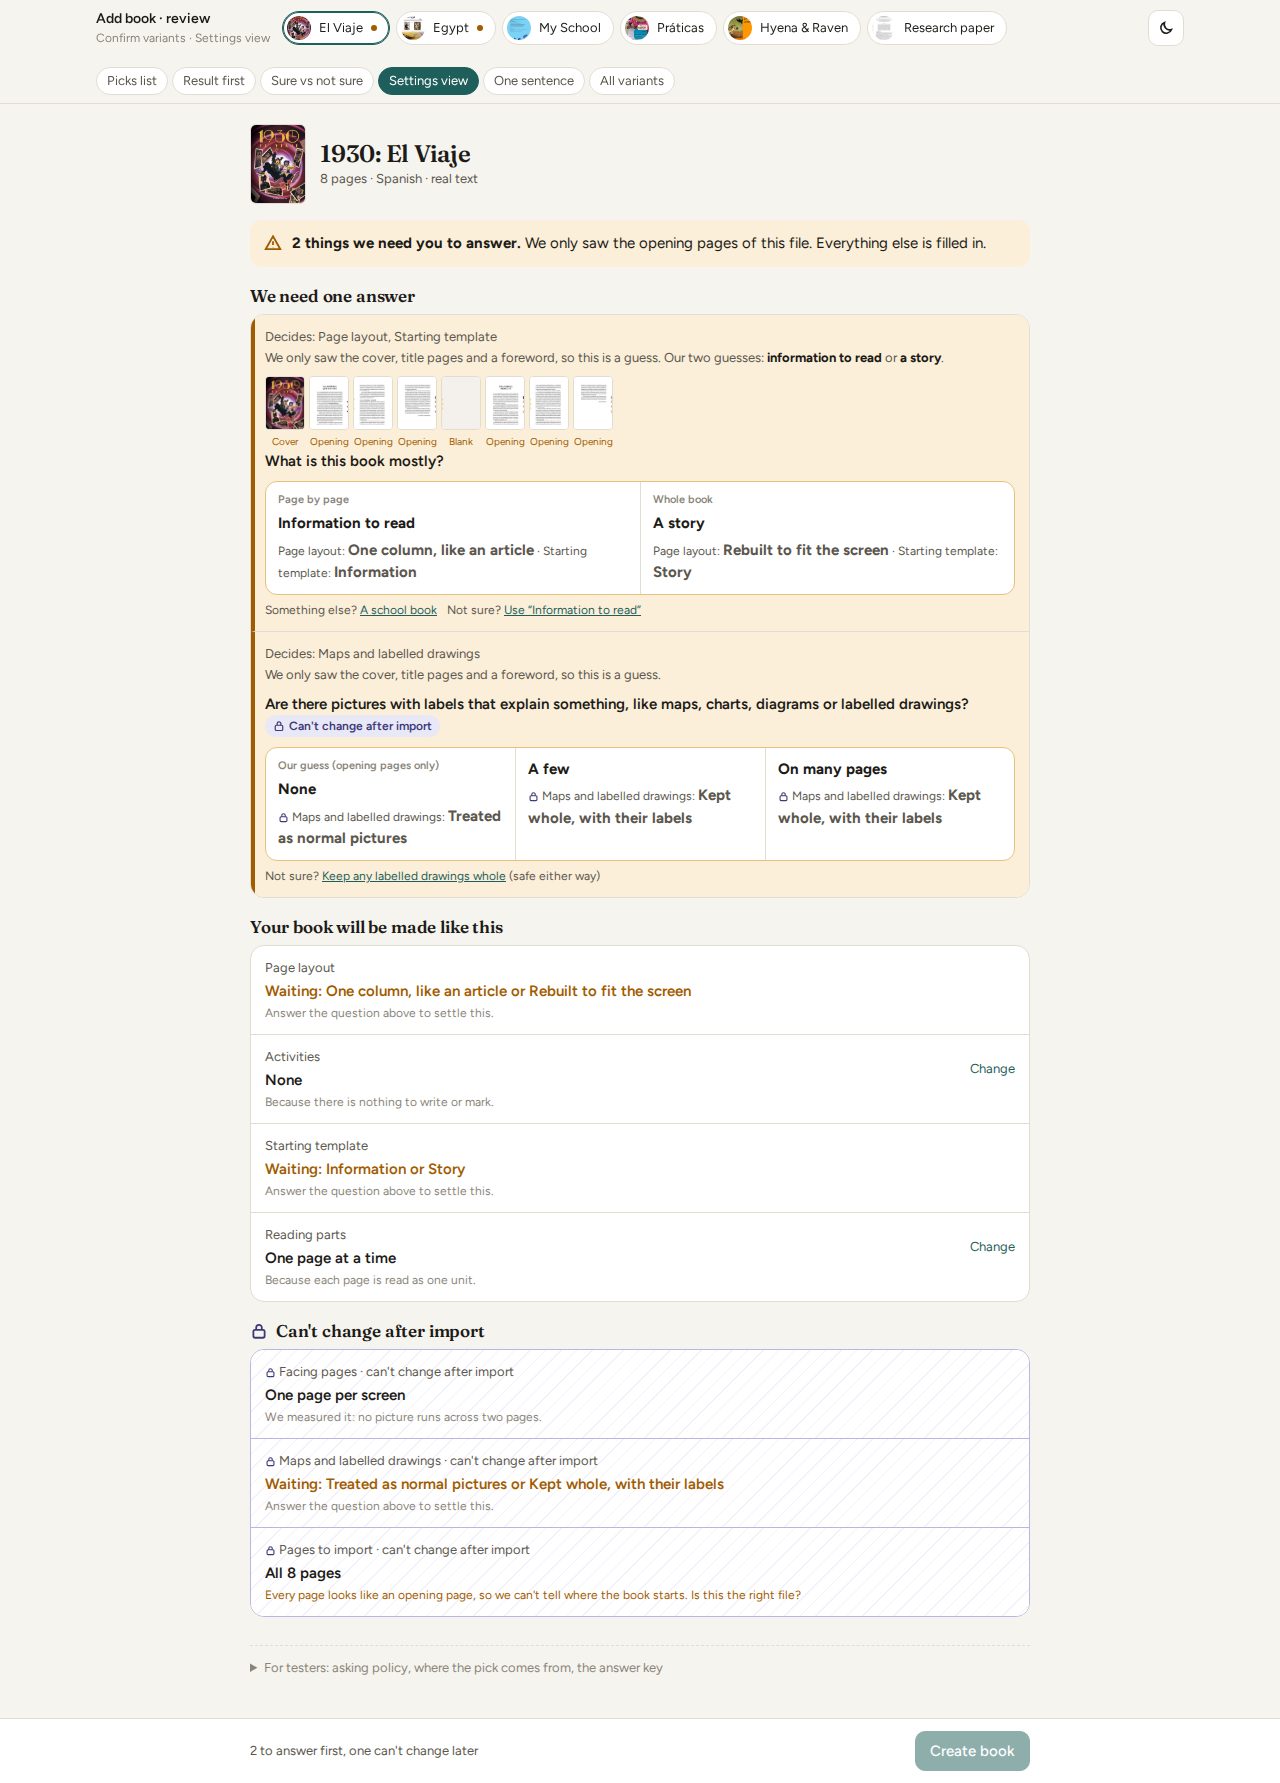 Add book · review
Confirm variants · Settings view
El Viaje
Egypt
My School
Práticas
Hyena & Raven
Research paper
Picks list
Result first
Sure vs not sure
Settings view
One sentence
All variants
1930: El Viaje
8 pages · Spanish · real text
2 things we need you to answer. We only saw the opening pages of this file. Everything else is filled in.
We need one answer
Decides: Page layout, Starting template
We only saw the cover, title pages and a foreword, so this is a guess. Our two guesses: information to read or a story.
Cover
Opening
Opening
Opening
Blank
Opening
Opening
Opening
What is this book mostly?
Page by page
Information to read
Page layout: One column, like an article · Starting
template: Information
Whole book
A story
Page layout: Rebuilt to fit the screen · Starting template:
Story
Something else? A school book Not sure? Use “Information to read”
Decides: Maps and labelled drawings
We only saw the cover, title pages and a foreword, so this is a guess.
Are there pictures with labels that explain something, like maps, charts, diagrams or labelled drawings?
Can't change after import
Our guess (opening pages only)
None
Maps and labelled drawings: Treated
as normal pictures
A few
Maps and labelled drawings: Kept
whole, with their labels
On many pages
Maps and labelled drawings: Kept
whole, with their labels
Not sure? Keep any labelled drawings whole (safe either way)
Your book will be made like this
Page layout
Waiting: One column, like an article or Rebuilt to fit the screen
Answer the question above to settle this.
Activities
None
Because there is nothing to write or mark.
Change
Starting template
Waiting: Information or Story
Answer the question above to settle this.
Reading parts
One page at a time
Because each page is read as one unit.
Change
Can't change after import
Facing pages · can't change after import
One page per screen
We measured it: no picture runs across two pages.
Maps and labelled drawings · can't change after import
Waiting: Treated as normal pictures or Kept whole, with their labels
Answer the question above to settle this.
Pages to import · can't change after import
All 8 pages
Every page looks like an opening page, so we can't tell where the book starts. Is this the right file?
For testers: asking policy, where the pick comes from, the answer key
2 to answer first, one can't change later
Create book